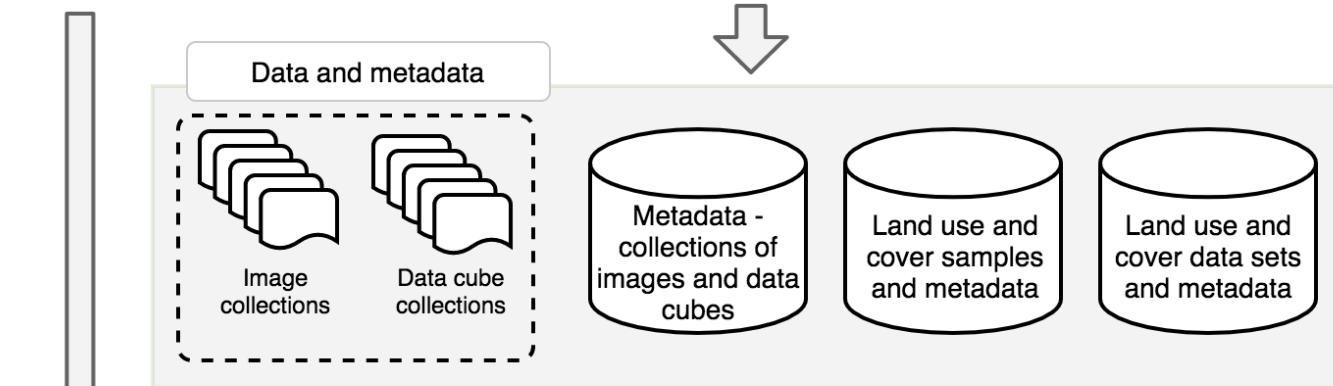 Data and metadata
Image
collections
Data cube
collections
Metadata -
collections of
images and data
cubes
Land use and
cover samples
and metadata
Land use and
cover data sets
and metadata